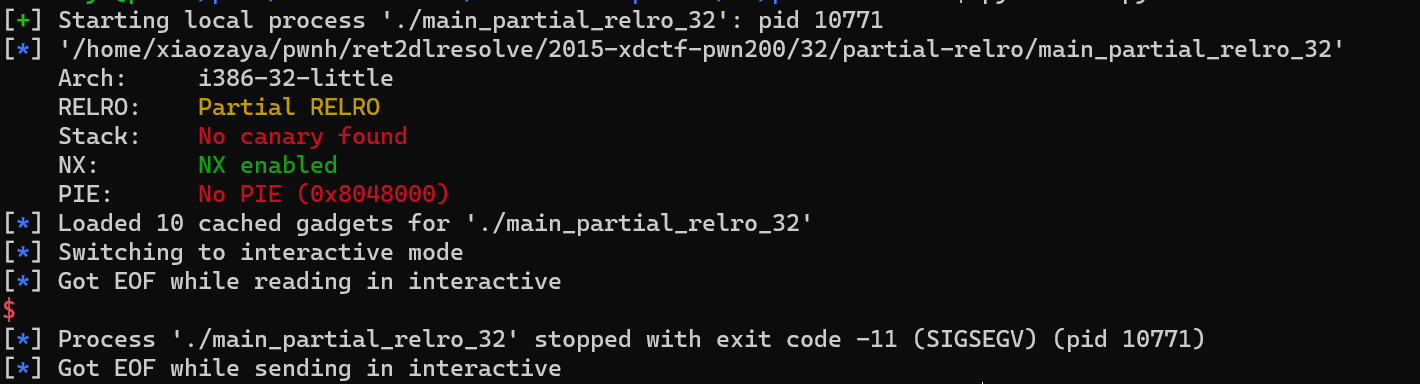 [+] Starting local process './main_partial_relro_32': pid 10771
[*] '/home/xiaozaya/pwnh/ret2dlresolve/2015-xdctf-pwn200/32/partial-relro/main_partial_relro_32'
    Arch:     i386-32-little
    RELRO:    Partial RELRO
    Stack:    No canary found
    NX:       NX enabled
    PIE:      No PIE (0x8048000)
[*] Loaded 10 cached gadgets for './main_partial_relro_32'
[*] Switching to interactive mode
[*] Got EOF while reading in interactive
$
[*] Process './main_partial_relro_32' stopped with exit code -11 (SIGSEGV) (pid 10771)
[*] Got EOF while sending in interactive